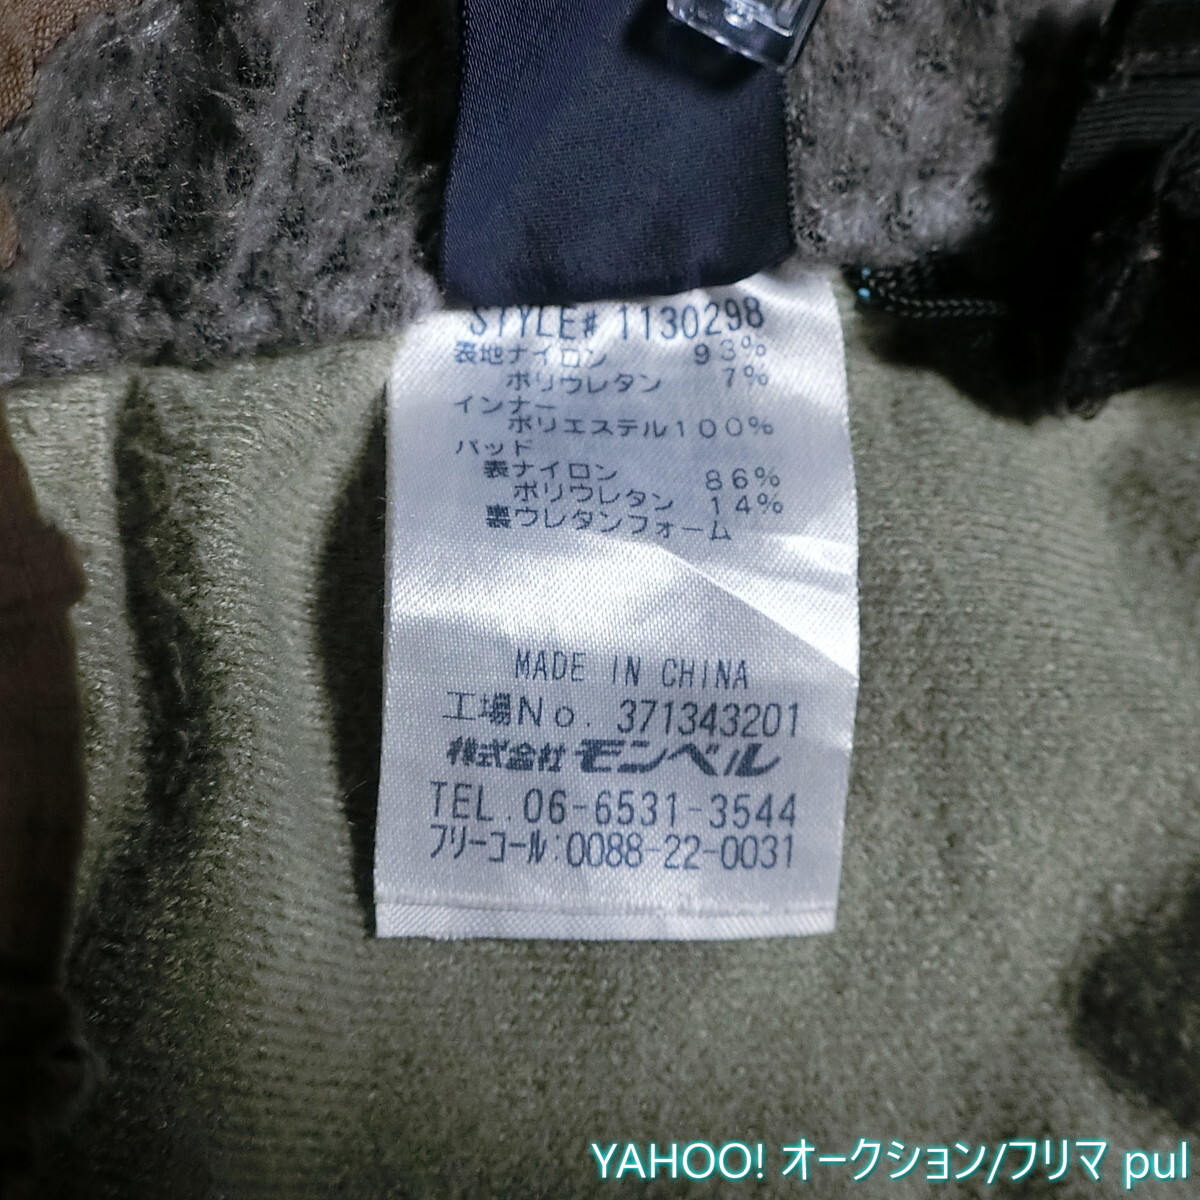 STYLE# 1130298
表地ナイロン 93%
ポリウレタン 7%
インナー
ポリエステル100%
パッド
表ナイロン 86%
ポリウレタン 14%
裏ウレタンフォーム
MADE IN CHINA
工場No. 371343201
株式会社 モンベル
TEL.06-6531-3544
フリーコール:0088-22-0031
YAHOO! オークション/フリマ pul